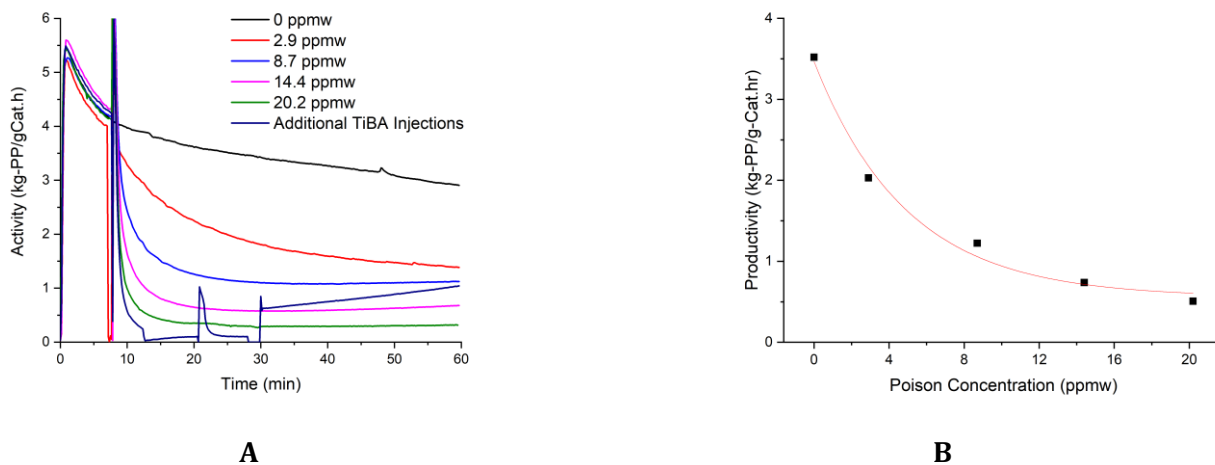 6
5
4
3
2
1
0
Activity (kg-PP/gCat.h)
0 ppmw
2.9 ppmw
8.7 ppmw
14.4 ppmw
20.2 ppmw
Additional TiBA Injections
0 10 20 30 40 50 60
Time (min)
A
4
3
2
1
0
Productivity (kg-PP/g-Cat.hr)
0 4 8 12 16 20
Poison Concentration (ppmw)
B